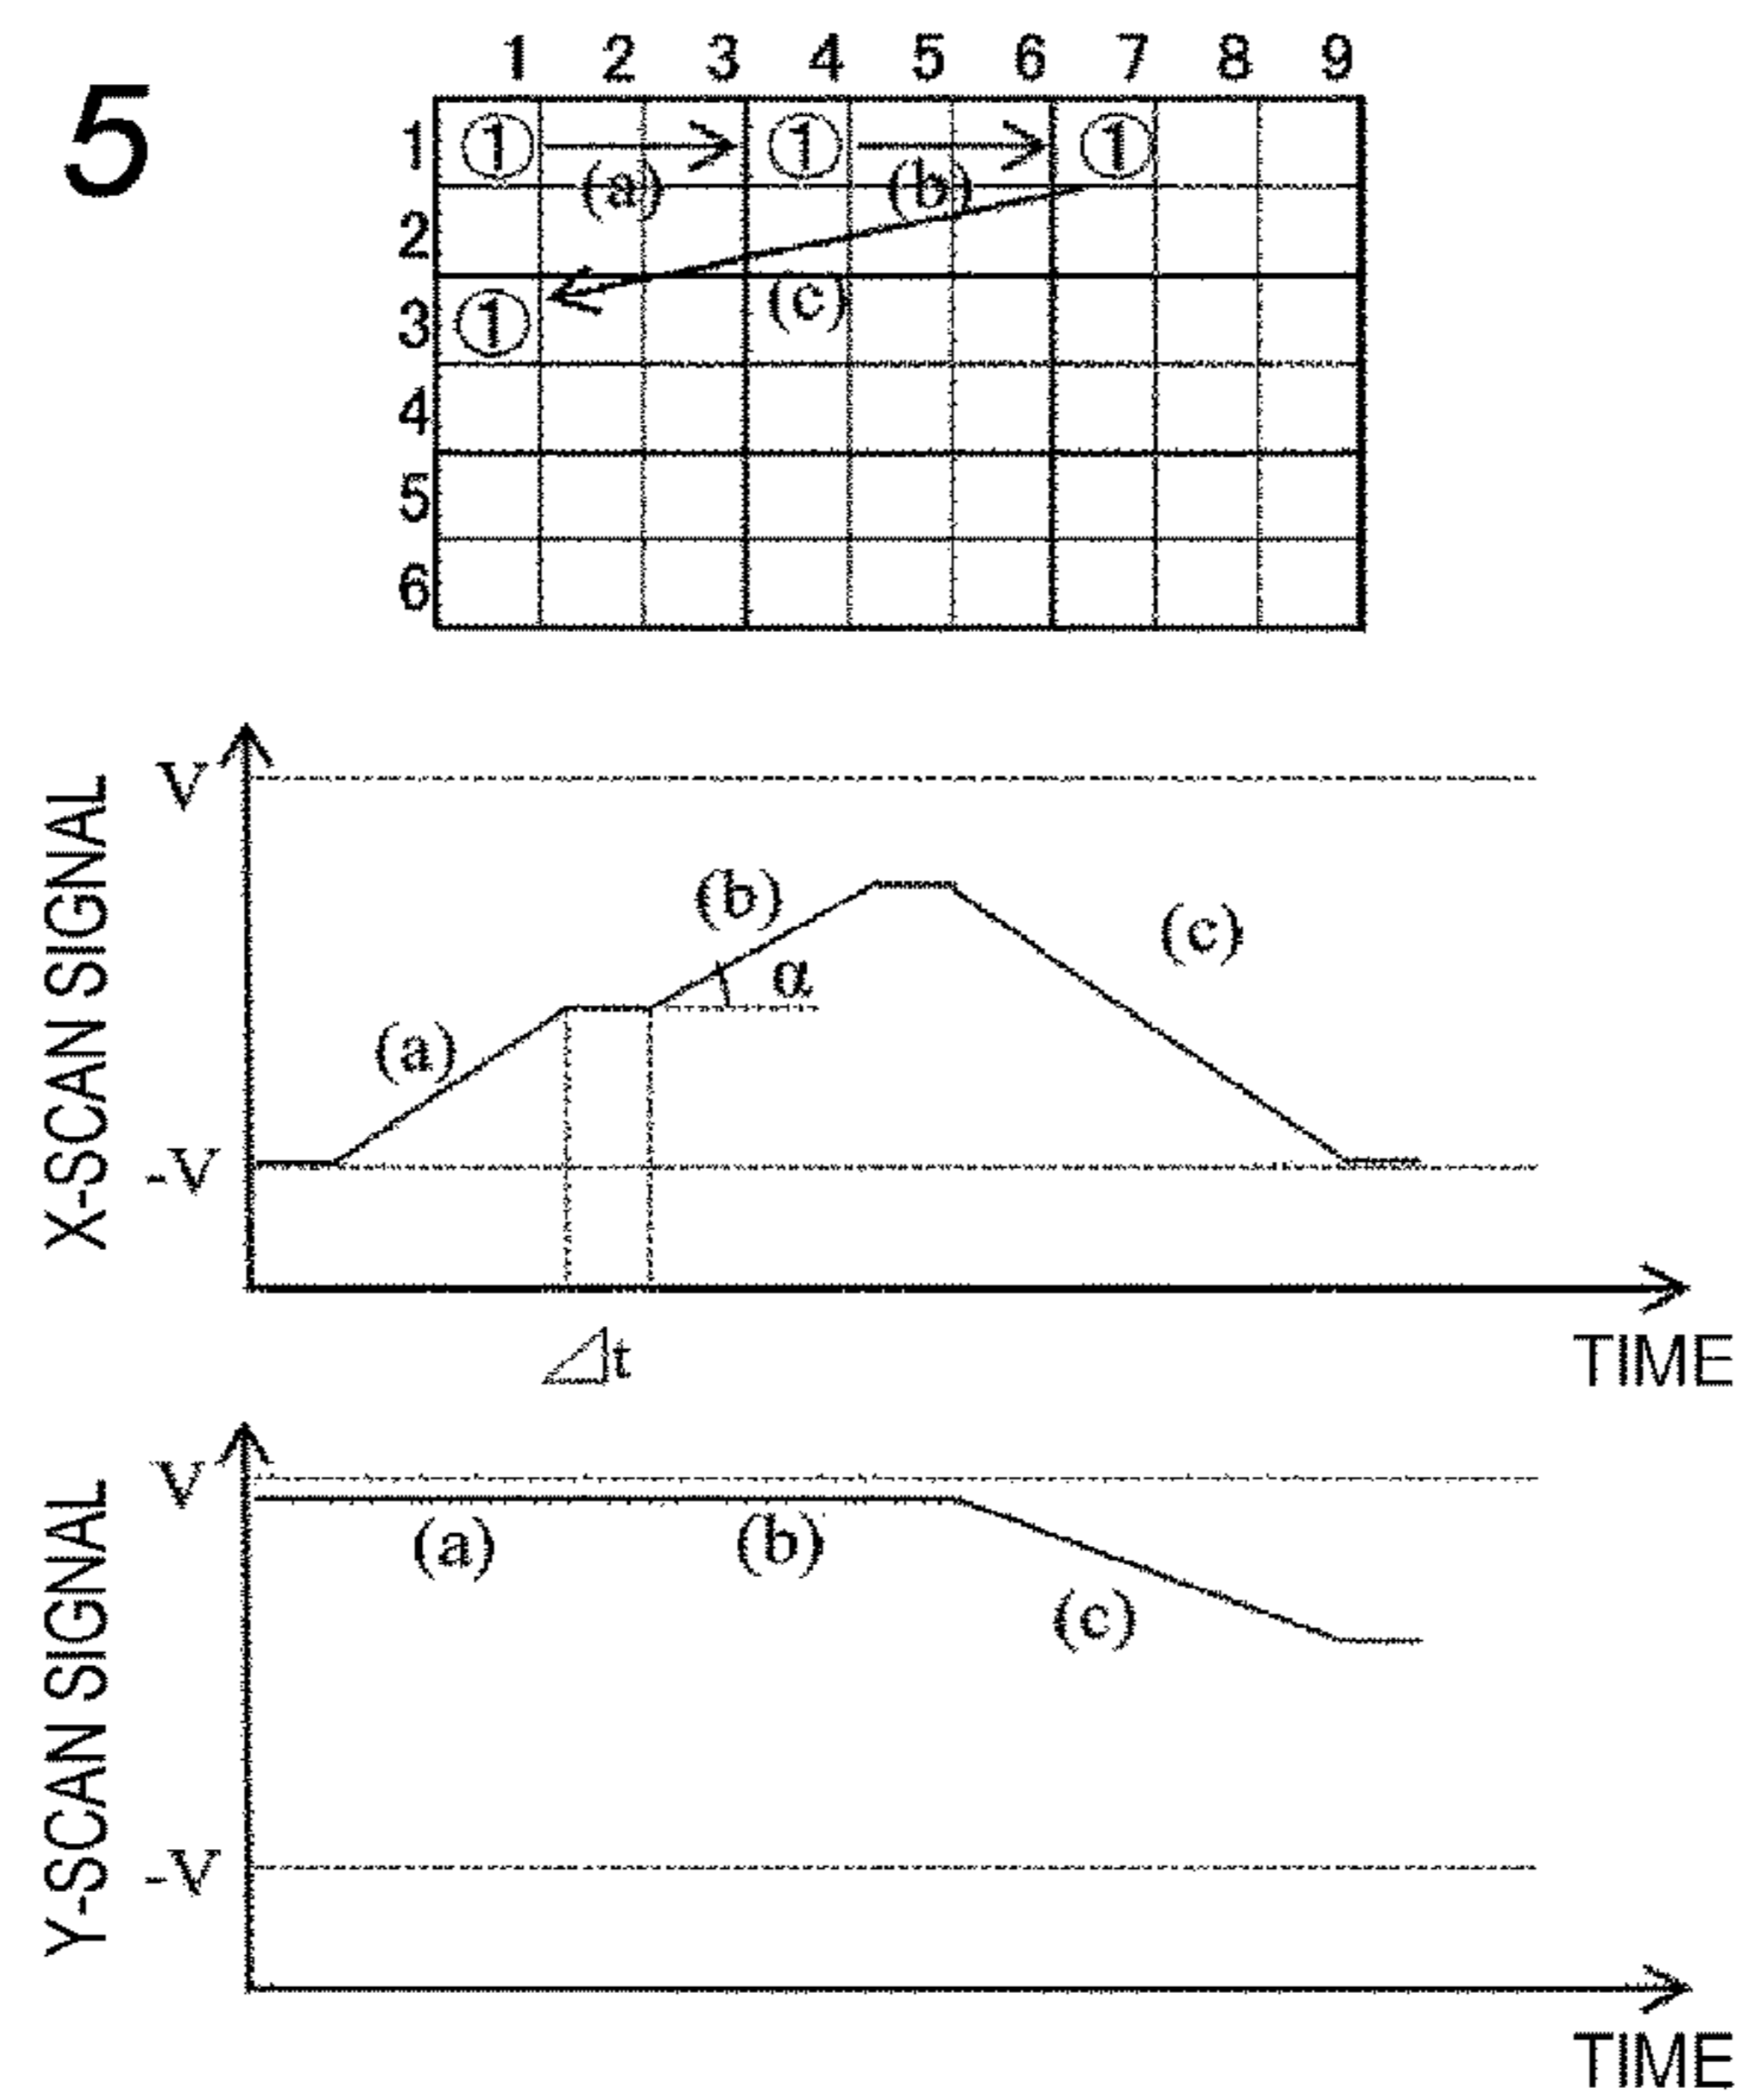 5
1 2 3 4 5 6 7 8 9
1 ① (a) ① (b) ①
2
3 ① (c)
4
5
6
X-SCAN SIGNAL
V
(b)
(c)
α
(a)
-V
⊿t
TIME
Y-SCAN SIGNAL
V
(a) (b)
(c)
-V
TIME